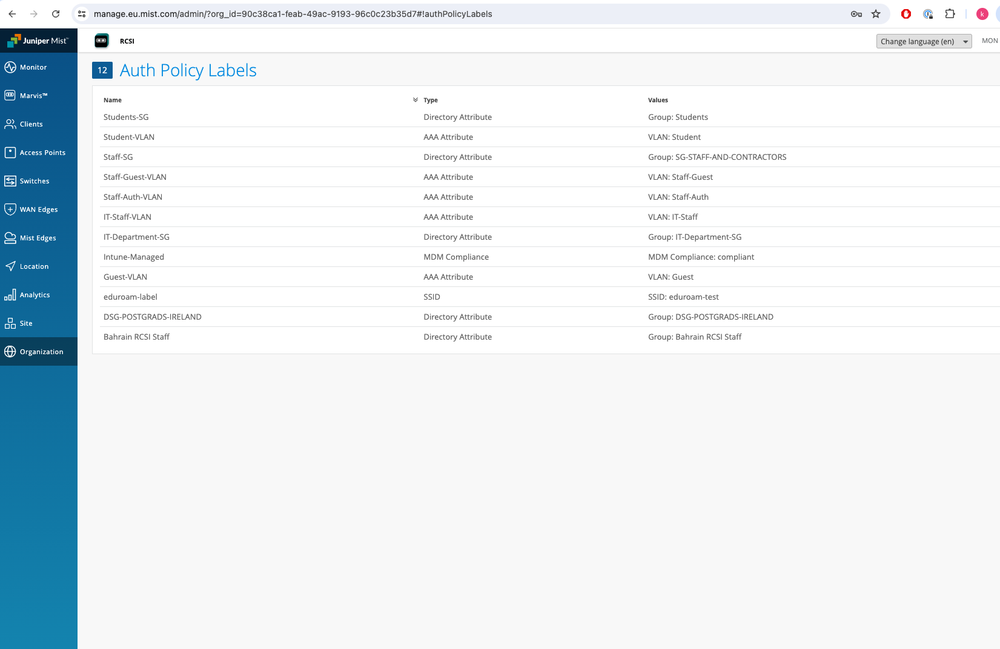 manage.eu.mist.com/admin/?org_id=90c38ca1-feab-49ac-9193-96c0c23b35d7#!authPolicyLabels
k
Juniper Mist™
RCSI
Change language (en)
MON
Monitor
Marvis™
Clients
Access Points
Switches
WAN Edges
Mist Edges
Location
Analytics
Site
Organization
12 Auth Policy Labels
Name Type Values
Students-SG Directory Attribute Group: Students
Student-VLAN AAA Attribute VLAN: Student
Staff-SG Directory Attribute Group: SG-STAFF-AND-CONTRACTORS
Staff-Guest-VLAN AAA Attribute VLAN: Staff-Guest
Staff-Auth-VLAN AAA Attribute VLAN: Staff-Auth
IT-Staff-VLAN AAA Attribute VLAN: IT-Staff
IT-Department-SG Directory Attribute Group: IT-Department-SG
Intune-Managed MDM Compliance MDM Compliance: compliant
Guest-VLAN AAA Attribute VLAN: Guest
eduroam-label SSID SSID: eduroam-test
DSG-POSTGRADS-IRELAND Directory Attribute Group: DSG-POSTGRADS-IRELAND
Bahrain RCSI Staff Directory Attribute Group: Bahrain RCSI Staff